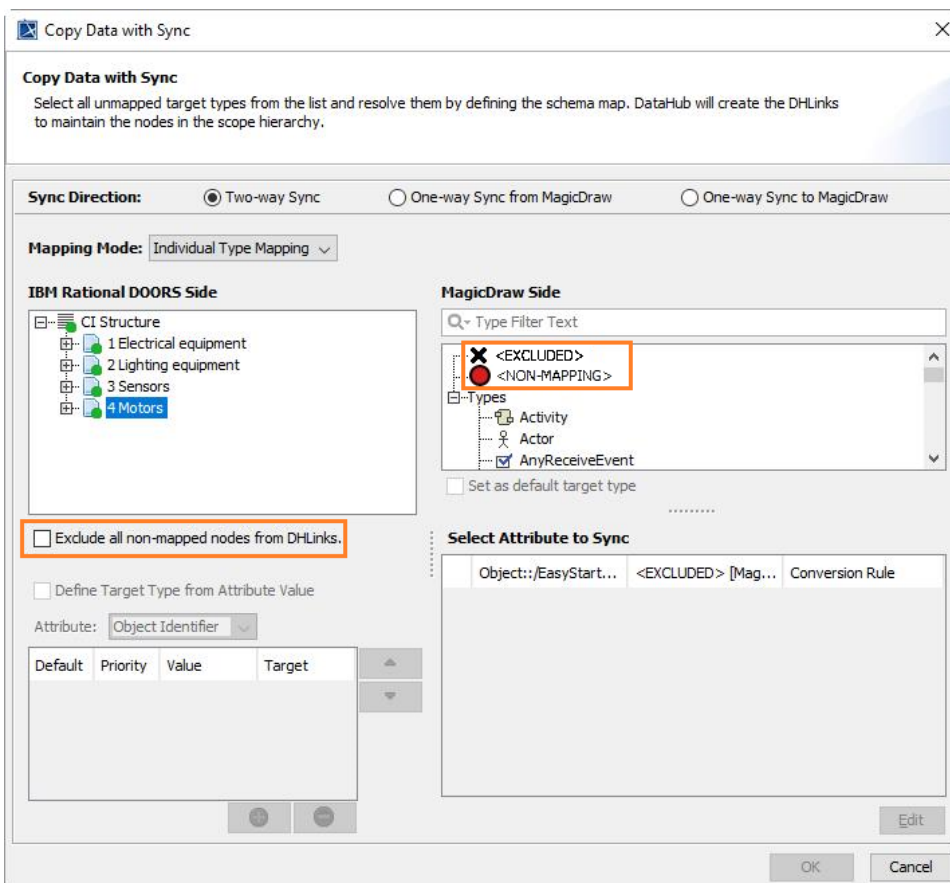 Copy Data with Sync
Copy Data with Sync
Select all unmapped target types from the list and resolve them by defining the schema map. DataHub will create the DHLinks
to maintain the nodes in the scope hierarchy.
Sync Direction: Two-way Sync One-way Sync from MagicDraw One-way Sync to MagicDraw
Mapping Mode: Individual Type Mapping
IBM Rational DOORS Side
CI Structure
1 Electrical equipment
2 Lighting equipment
3 Sensors
4 Motors
MagicDraw Side
Type Filter Text
<EXCLUDED>
<NON-MAPPING>
Types
Activity
Actor
AnyReceiveEvent
Set as default target type
Exclude all non-mapped nodes from DHLinks.
Define Target Type from Attribute Value
Attribute: Object Identifier
Default Priority Value Target
Select Attribute to Sync
Object::/EasyStart... <EXCLUDED> [Mag... Conversion Rule
Edit
OK Cancel